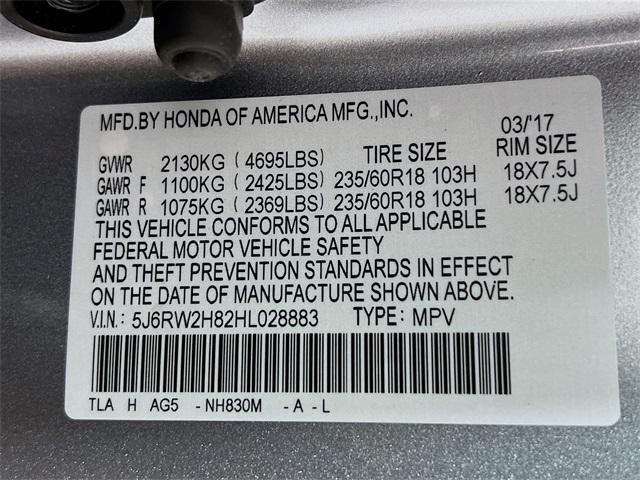 MFD.BY HONDA OF AMERICA MFG.,INC. 03/'17
GVWR 2130KG ( 4695LBS) TIRE SIZE RIM SIZE
GAWR F 1100KG ( 2425LBS) 235/60R18 103H 18X7.5J
GAWR R 1075KG ( 2369LBS) 235/60R18 103H 18X7.5J
THIS VEHICLE CONFORMS TO ALL APPLICABLE
FEDERAL MOTOR VEHICLE SAFETY
AND THEFT PREVENTION STANDARDS IN EFFECT
ON THE DATE OF MANUFACTURE SHOWN ABOVE.
V.I.N.: 5J6RW2H82HL028883 TYPE: MPV
TLA H AG5 - NH830M - A - L